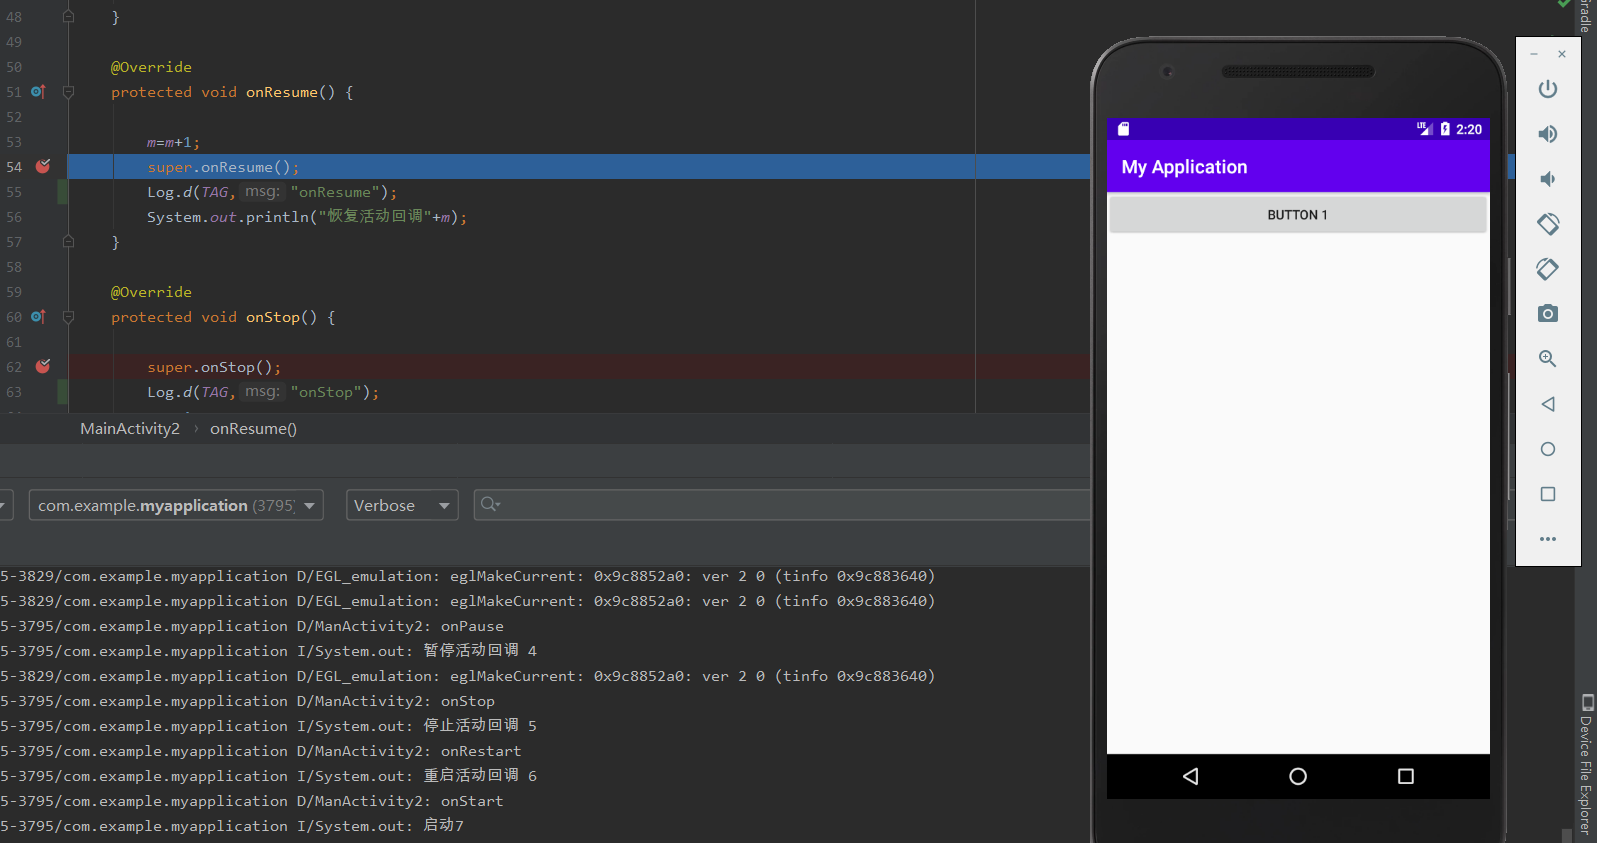 48 }
49
50 @Override
51 protected void onResume() {
52
53 m=m+1;
54 super.onResume();
55 Log.d(TAG, msg: "onResume");
56 System.out.println("恢复活动回调"+m);
57 }
58
59 @Override
60 protected void onStop() {
61
62 super.onStop();
63 Log.d(TAG, msg: "onStop");
MainActivity2 › onResume()
com.example.myapplication (3795)
Verbose
5-3829/com.example.myapplication D/EGL_emulation: eglMakeCurrent: 0x9c8852a0: ver 2 0 (tinfo 0x9c883640)
5-3829/com.example.myapplication D/EGL_emulation: eglMakeCurrent: 0x9c8852a0: ver 2 0 (tinfo 0x9c883640)
5-3795/com.example.myapplication D/ManActivity2: onPause
5-3795/com.example.myapplication I/System.out: 暂停活动回调 4
5-3829/com.example.myapplication D/EGL_emulation: eglMakeCurrent: 0x9c8852a0: ver 2 0 (tinfo 0x9c883640)
5-3795/com.example.myapplication D/ManActivity2: onStop
5-3795/com.example.myapplication I/System.out: 停止活动回调 5
5-3795/com.example.myapplication D/ManActivity2: onRestart
5-3795/com.example.myapplication I/System.out: 重启活动回调 6
5-3795/com.example.myapplication D/ManActivity2: onStart
5-3795/com.example.myapplication I/System.out: 启动7
LTE 2:20
My Application
BUTTON 1
Device File Explorer